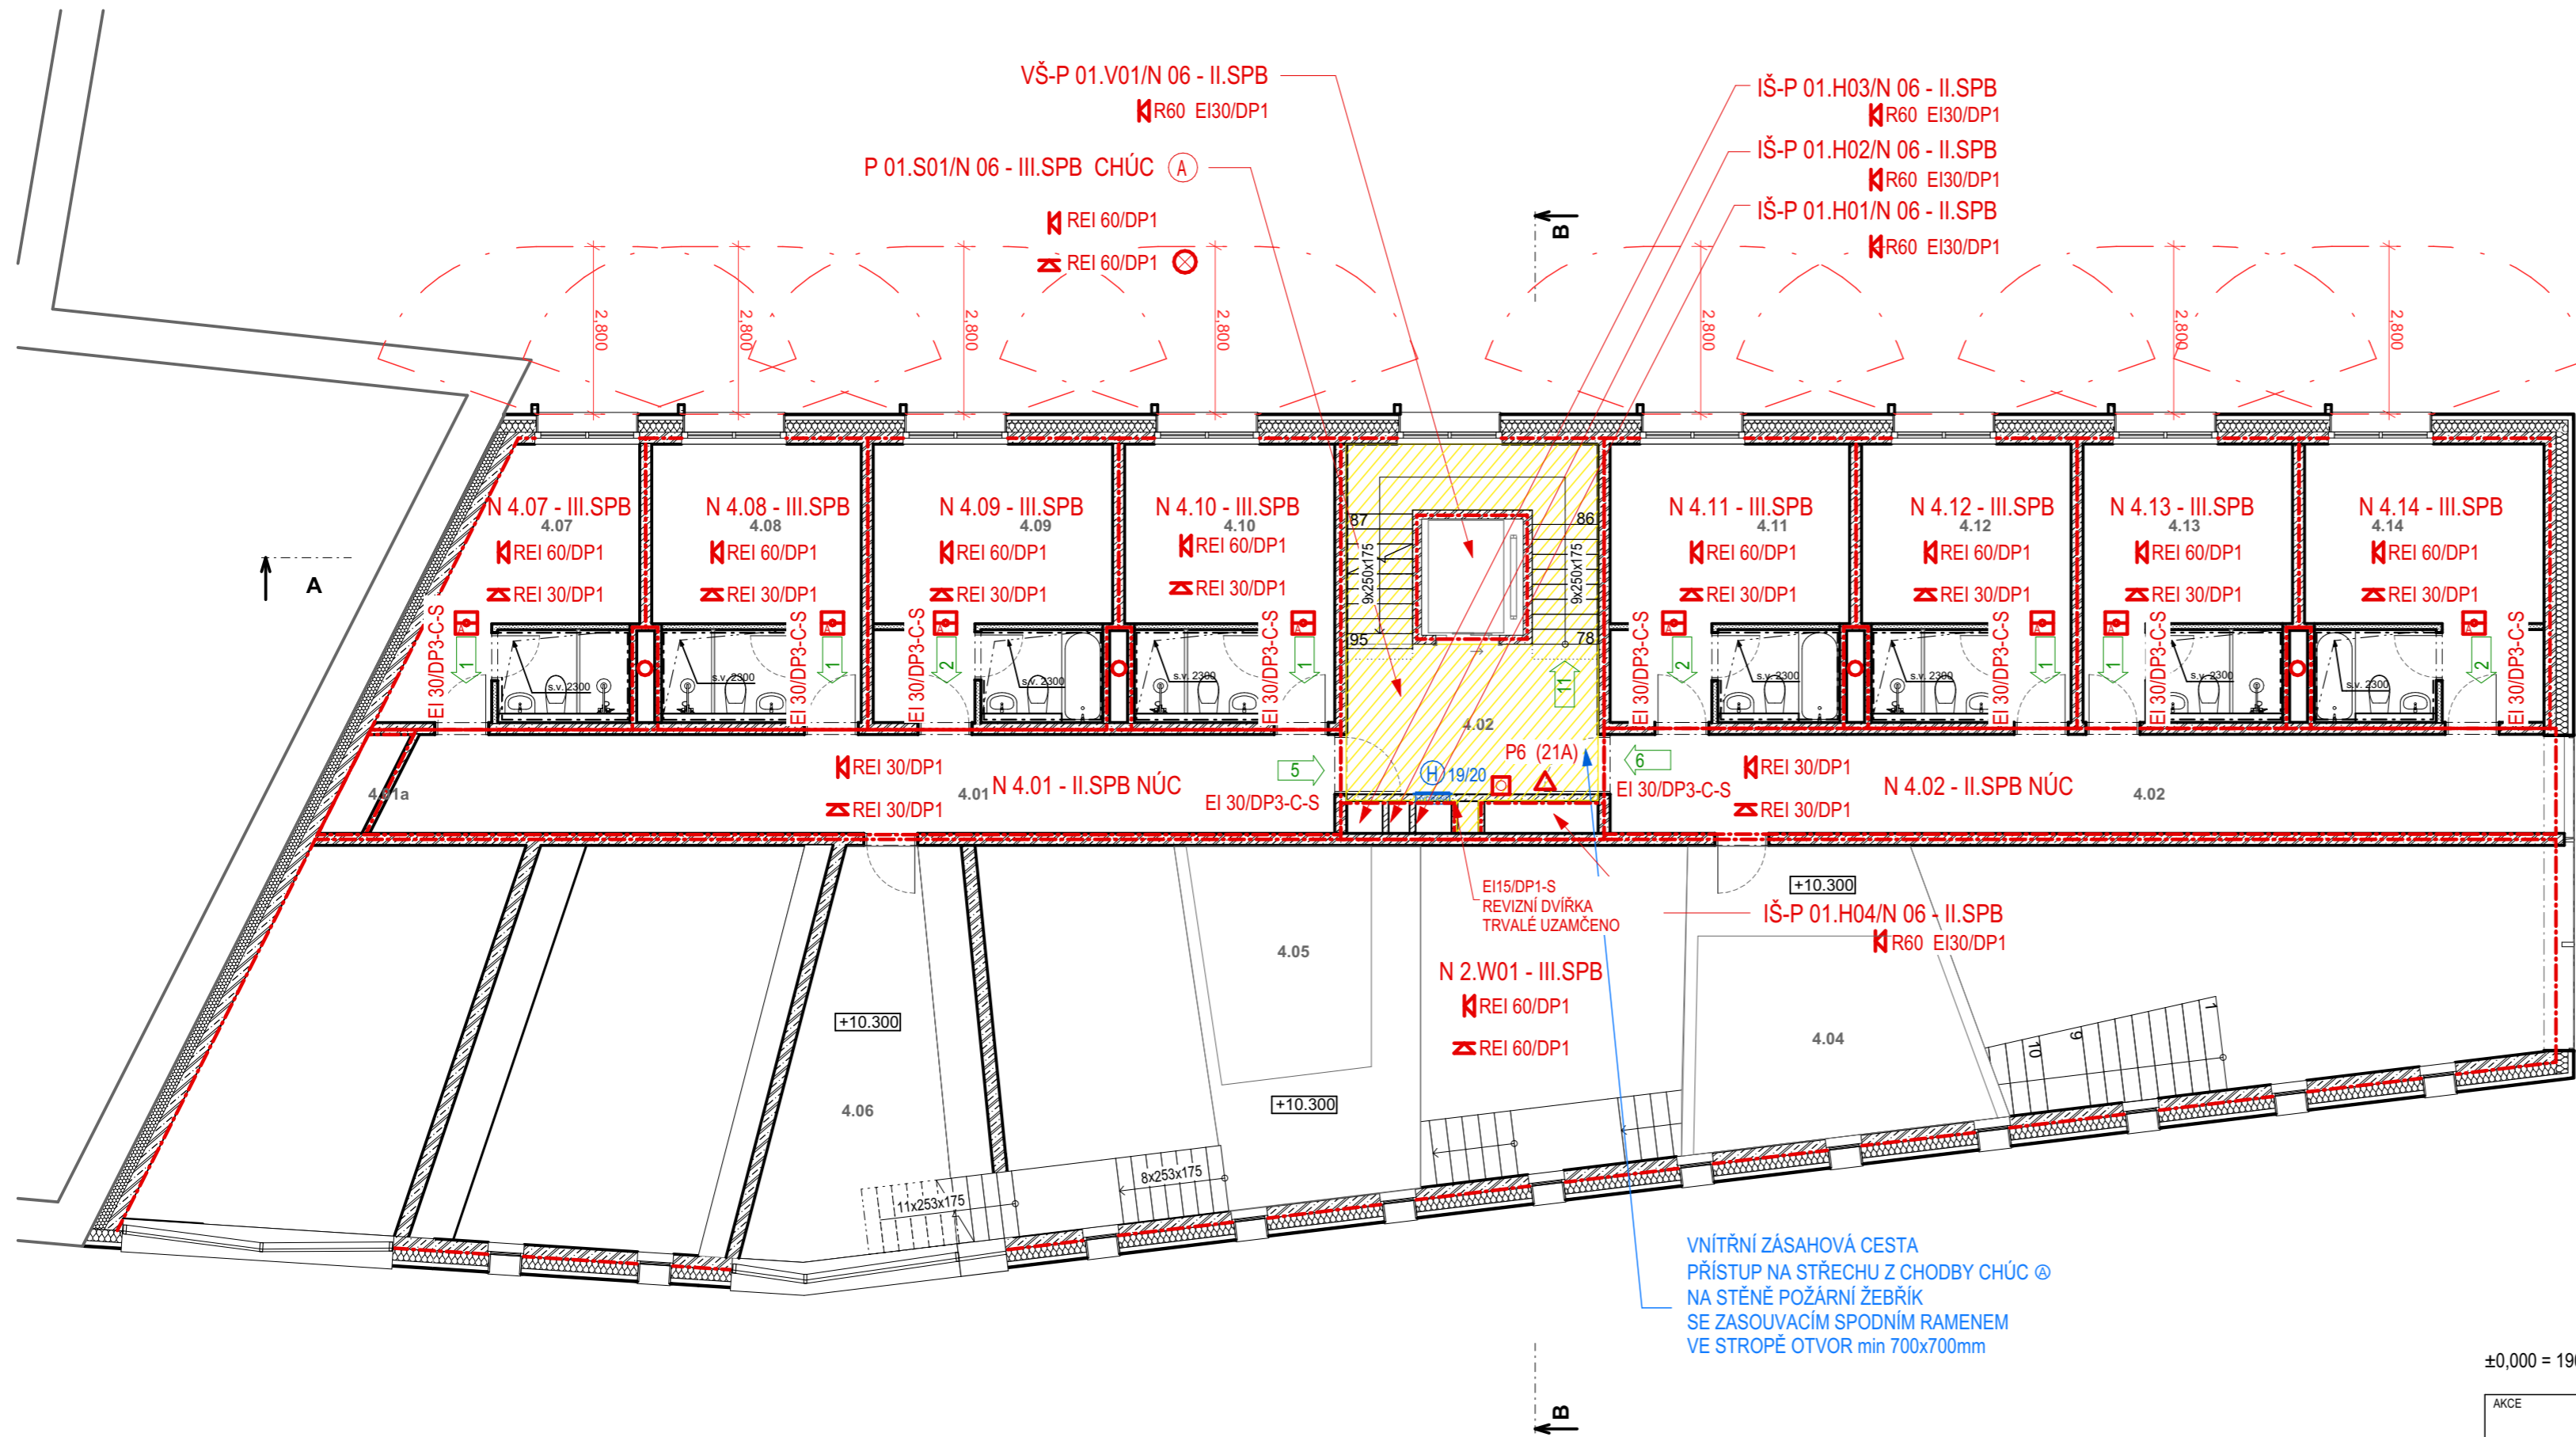 VŠ-P 01.V01/N 06 - II.SPB
R60 EI30/DP1
P 01.S01/N 06 - III.SPB CHÚC A
REI 60/DP1
REI 60/DP1
IŠ-P 01.H03/N 06 - II.SPB
R60 EI30/DP1
IŠ-P 01.H02/N 06 - II.SPB
R60 EI30/DP1
IŠ-P 01.H01/N 06 - II.SPB
R60 EI30/DP1
B
2,800
2,800
2,800
2,800
2,800
2,800
2,800
A
N 4.07 - III.SPB
4.07
REI 60/DP1
REI 30/DP1
EI 30/DP3-C-S
A
1
s.v. 2300
N 4.08 - III.SPB
4.08
REI 60/DP1
REI 30/DP1
EI 30/DP3-C-S
A
1
s.v. 2300
N 4.09 - III.SPB
4.09
REI 60/DP1
REI 30/DP1
EI 30/DP3-C-S
A
2
s.v. 2300
N 4.10 - III.SPB
4.10
REI 60/DP1
REI 30/DP1
EI 30/DP3-C-S
A
1
s.v. 2300
87
86
9x250x175
9x250x175
95
78
11
4.02
P6 (21A)
H 19/20
N 4.11 - III.SPB
4.11
REI 60/DP1
REI 30/DP1
EI 30/DP3-C-S
A
2
s.v. 2300
N 4.12 - III.SPB
4.12
REI 60/DP1
REI 30/DP1
EI 30/DP3-C-S
A
1
s.v. 2300
N 4.13 - III.SPB
4.13
REI 60/DP1
REI 30/DP1
EI 30/DP3-C-S
A
1
s.v. 2300
N 4.14 - III.SPB
4.14
REI 60/DP1
REI 30/DP1
EI 30/DP3-C-S
A
2
s.v. 2300
4.01a
REI 30/DP1
REI 30/DP1
4.01
N 4.01 - II.SPB NÚC
5
EI 30/DP3-C-S
6
EI 30/DP3-C-S
REI 30/DP1
REI 30/DP1
N 4.02 - II.SPB NÚC
4.02
EI15/DP1-S
REVIZNÍ DVÍŘKA
TRVALÉ UZAMČENO
+10.300
IŠ-P 01.H04/N 06 - II.SPB
R60 EI30/DP1
4.05
N 2.W01 - III.SPB
REI 60/DP1
REI 60/DP1
+10.300
4.06
+10.300
4.04
1
9
10
8x253x175
11x253x175
VNÍTŘNÍ ZÁSAHOVÁ CESTA
PŘÍSTUP NA STŘECHU Z CHODBY CHÚC A
NA STĚNĚ POŽÁRNÍ ŽEBŘÍK
SE ZASOUVACÍM SPODNÍM RAMENEM
VE STROPĚ OTVOR min 700x700mm
B
±0,000 = 19
AKCE